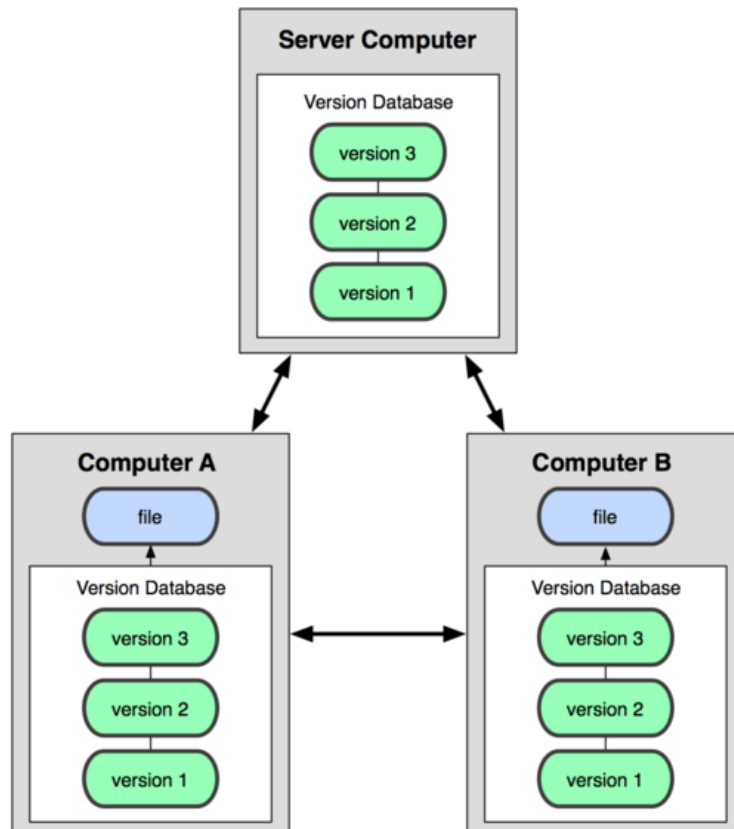 Server Computer
Version Database
version 3
version 2
version 1
Computer A
file
Version Database
version 3
version 2
version 1
Computer B
file
Version Database
version 3
version 2
version 1